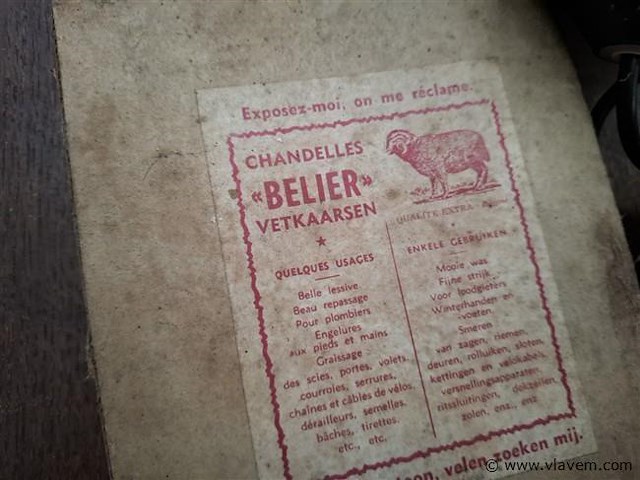 Exposez-moi, on me réclame.
CHANDELLES
«BELIER»
VETKAARSEN
QUALITÉ EXTRA
QUELQUES USAGES
Belle lessive
Beau repassage
Pour plombiers
Engelures
aux pieds et mains
Graissage
des scies, portes, volets
courroies, serrures,
chaînes et câbles de vélos
dérailleurs, semelles,
bâches, tirettes,
etc., etc.
ENKELE GEBRUIKEN
Mooie was
Fijne strijk
Voor loodgieters
Winterhanden en
-voeten
Smeren
van zagen, riemen,
deuren, rolluiken, sloten,
kettingen en velokabels,
versnellingsapparaten,
ritssluitingen, dekzeilen,
zolen, enz., enz.
toon, velen zoeken mij.
© www.vlavem.com